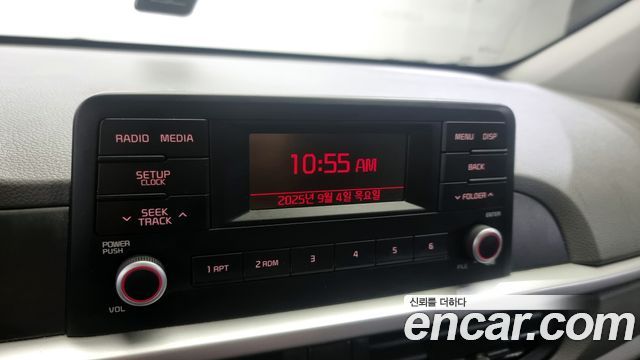 RADIO MEDIA
SETUP
CLOCK
SEEK
TRACK
POWER
PUSH
VOL
10:55 AM
2025년 9월 4일 목요일
1 RPT 2 RDM 3 4 5 6
MENU DISP
BACK
FOLDER
ENTER
FILE
신뢰를 더하다
encar.com